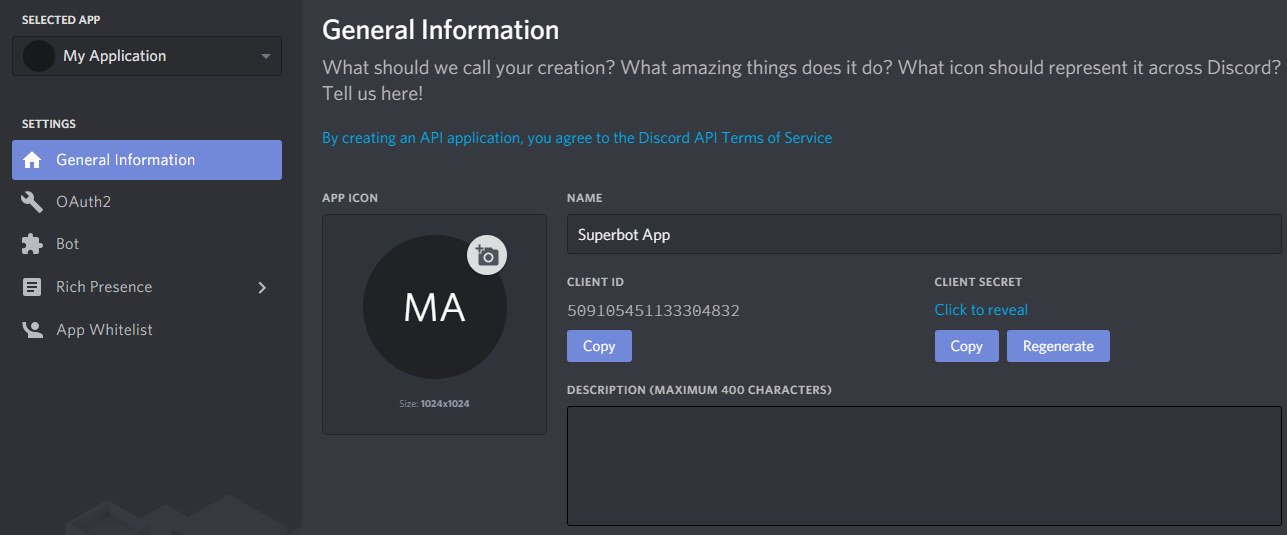 SELECTED APP
My Application
SETTINGS
General Information
OAuth2
Bot
Rich Presence
App Whitelist
General Information
What should we call your creation? What amazing things does it do? What icon should represent it across Discord?
Tell us here!
By creating an API application, you agree to the Discord API Terms of Service
APP ICON
MA
Size: 1024x1024
NAME
Superbot App
CLIENT ID
509105451133304832
Copy
CLIENT SECRET
Click to reveal
Copy Regenerate
DESCRIPTION (MAXIMUM 400 CHARACTERS)